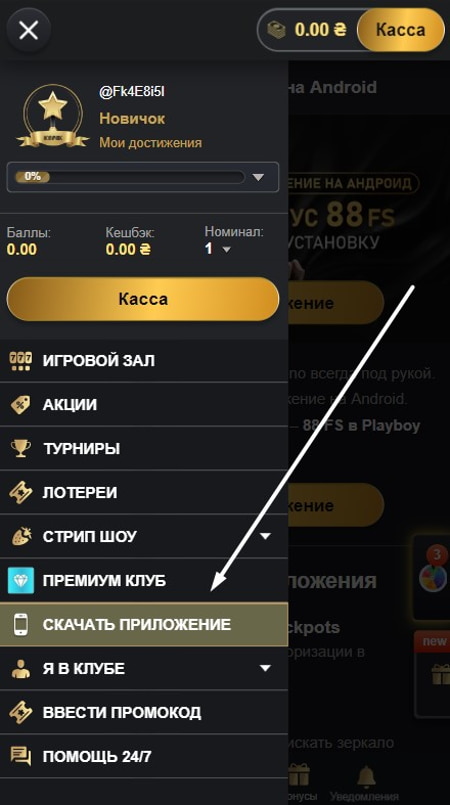 0.00 ₴
Касса
на Android
@Fk4E8i5I
Новичок
Мои достижения
0%
ЕНИЕ НА АНДРОИД
УС 88 FS
УСТАНОВКУ
Баллы:
0.00
Кешбэк:
0.00 ₴
Номинал:
1
Касса
жение
ИГРОВОЙ ЗАЛ
по всегда под рукой.
АКЦИИ
жение на Android.
– 88 FS в Playboy
ТУРНИРЫ
ЛОТЕРЕИ
жение
СТРИП ШОУ
3
ПРЕМИУМ КЛУБ
ложения
СКАЧАТЬ ПРИЛОЖЕНИЕ
ckpots
new
оризации в
Я В КЛУБЕ
ВВЕСТИ ПРОМОКОД
искать зеркало
ПОМОЩЬ 24/7
онусы
Уведомления